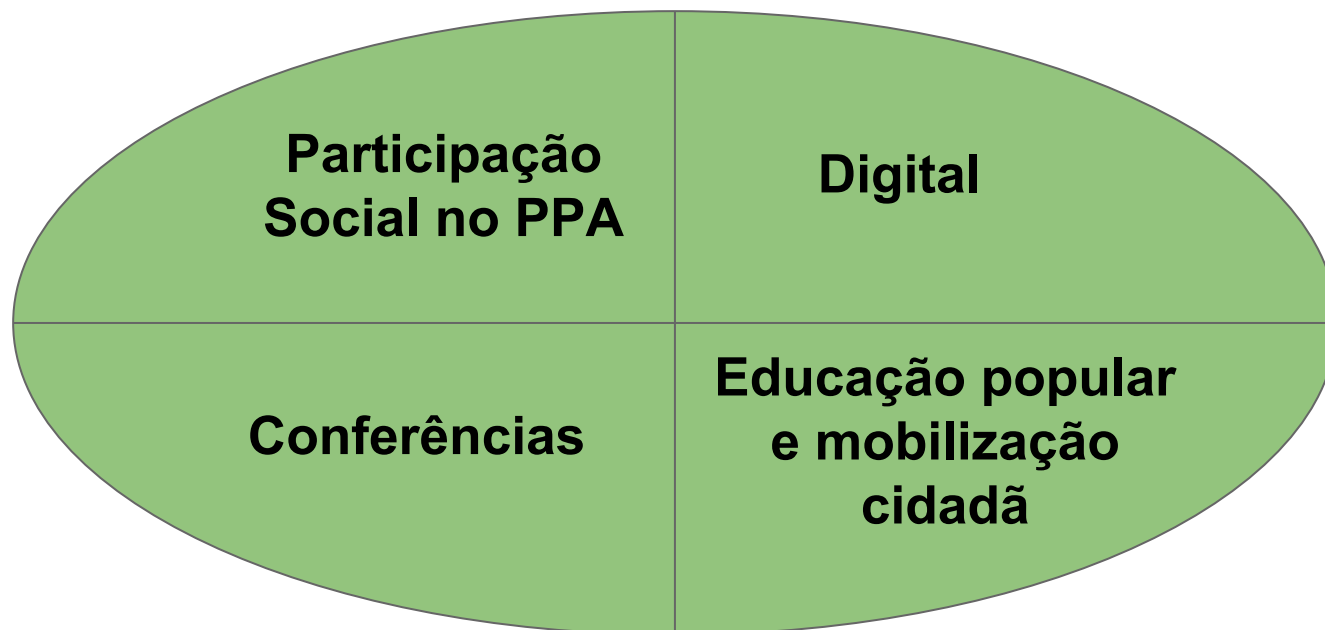 Participação
Social no PPA
Digital
Conferências
Educação popular
e mobilização
cidadã